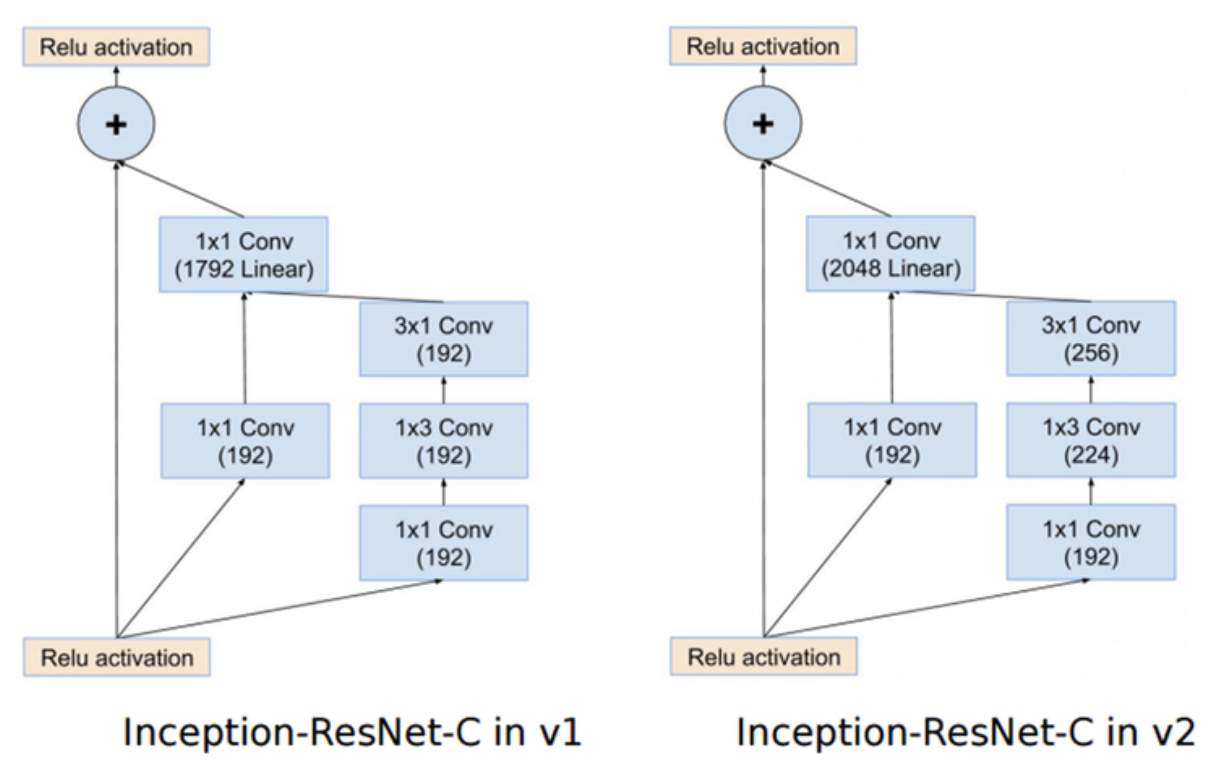 Relu activation
+
1x1 Conv
(1792 Linear)
3x1 Conv
(192)
1x1 Conv
(192)
1x3 Conv
(192)
1x1 Conv
(192)
Relu activation
Inception-ResNet-C in v1
Relu activation
+
1x1 Conv
(2048 Linear)
3x1 Conv
(256)
1x1 Conv
(192)
1x3 Conv
(224)
1x1 Conv
(192)
Relu activation
Inception-ResNet-C in v2